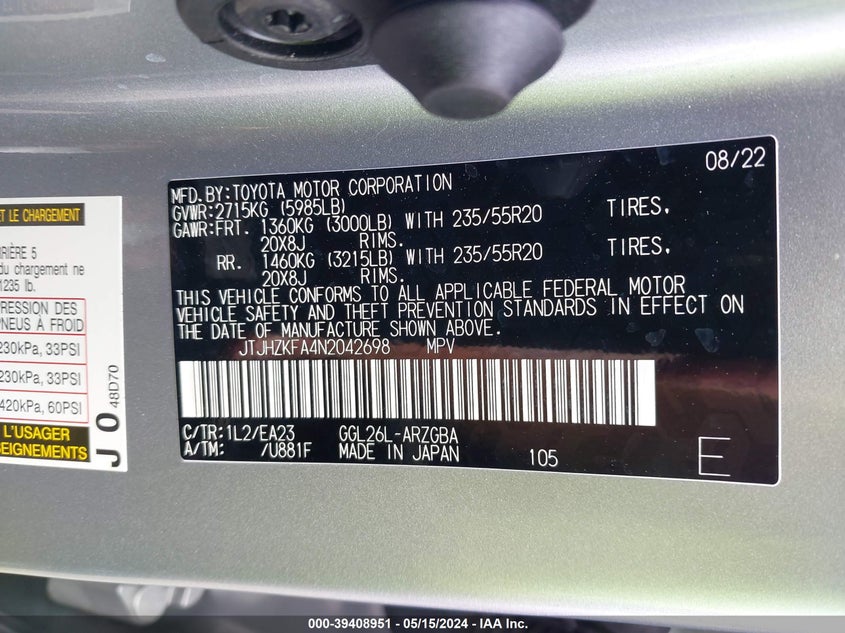 08/22
MFD.BY:TOYOTA MOTOR CORPORATION
GVWR:2715KG (5985LB)
GAWR:FRT. 1360KG (3000LB) WITH 235/55R20 TIRES,
20X8J RIMS.
RR. 1460KG (3215LB) WITH 235/55R20 TIRES,
20X8J RIMS.
THIS VEHICLE CONFORMS TO ALL APPLICABLE FEDERAL MOTOR
VEHICLE SAFETY AND THEFT PREVENTION STANDARDS IN EFFECT ON
THE DATE OF MANUFACTURE SHOWN ABOVE.
JTJHZKFA4N2042698 MPV
C/TR:1L2/EA23 GGL26L-ARZGBA
A/TM: /U881F MADE IN JAPAN 105
E
ET LE CHARGEMENT
RIÈRE 5
du chargement ne
1235 lb.
RESSION DES
PNEUS À FROID
230kPa, 33PSI
230kPa, 33PSI
420kPa, 60PSI
L'USAGER
SEIGNEMENTS
J 0 48D70
000-39408951 - 05/15/2024 - IAA Inc.